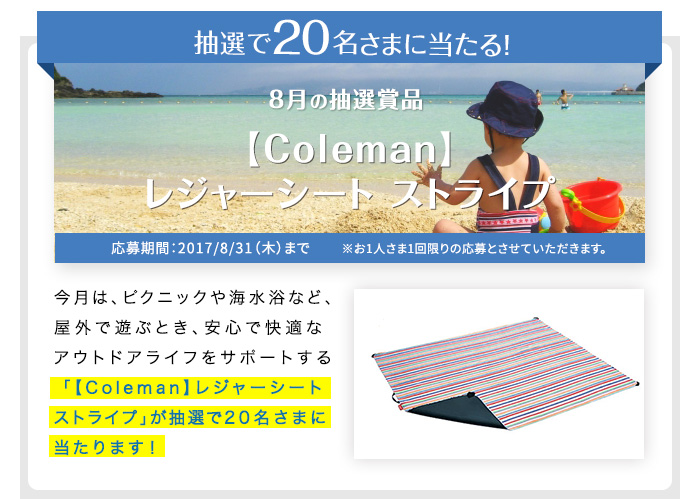 抽選で20名さまに当たる!
8月の抽選賞品
【Coleman】
レジャーシート ストライプ
応募期間：2017/8/31（木）まで ※お1人さま1回限りの応募とさせていただきます。
今月は、ピクニックや海水浴など、
屋外で遊ぶとき、安心で快適な
アウトドアライフをサポートする
「【Coleman】レジャーシート
ストライプ」が抽選で20名さまに
当たります！